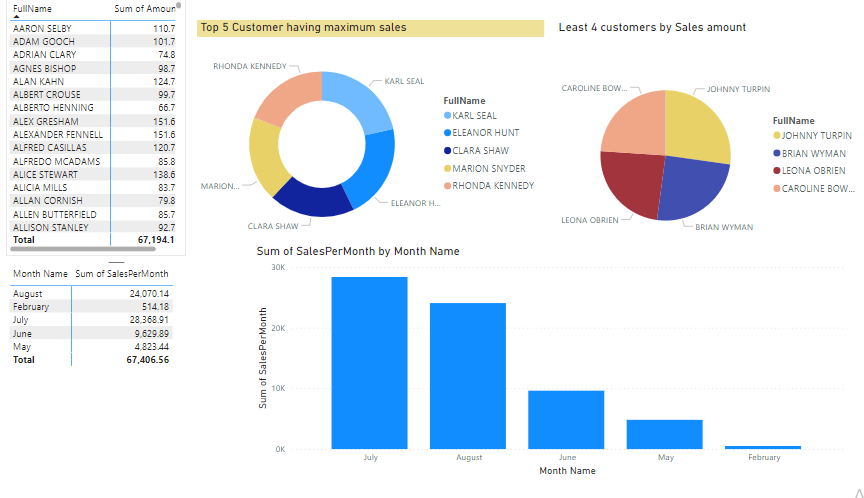 FullName Sum of Amoun
AARON SELBY 110.7
ADAM GOOCH 101.7
ADRIAN CLARY 74.8
AGNES BISHOP 98.7
ALAN KAHN 124.7
ALBERT CROUSE 99.7
ALBERTO HENNING 66.7
ALEX GRESHAM 151.6
ALEXANDER FENNELL 151.6
ALFRED CASILLAS 120.7
ALFREDO MCADAMS 85.8
ALICE STEWART 138.6
ALICIA MILLS 83.7
ALLAN CORNISH 79.8
ALLEN BUTTERFIELD 85.7
ALLISON STANLEY 92.7
Total 67,194.1
Month Name Sum of SalesPerMonth
August 24,070.14
February 514.18
July 28,368.91
June 9,629.89
May 4,823.44
Total 67,406.56
Top 5 Customer having maximum sales
RHONDA KENNEDY
KARL SEAL
MARION...
ELEANOR H...
CLARA SHAW
FullName
KARL SEAL
ELEANOR HUNT
CLARA SHAW
MARION SNYDER
RHONDA KENNEDY
Least 4 customers by Sales amount
CAROLINE BOW...
JOHNNY TURPIN
LEONA OBRIEN
BRIAN WYMAN
FullName
JOHNNY TURPIN
BRIAN WYMAN
LEONA OBRIEN
CAROLINE BOW...
Sum of SalesPerMonth by Month Name
Sum of SalesPerMonth
30K
20K
10K
0K
July August June May February
Month Name